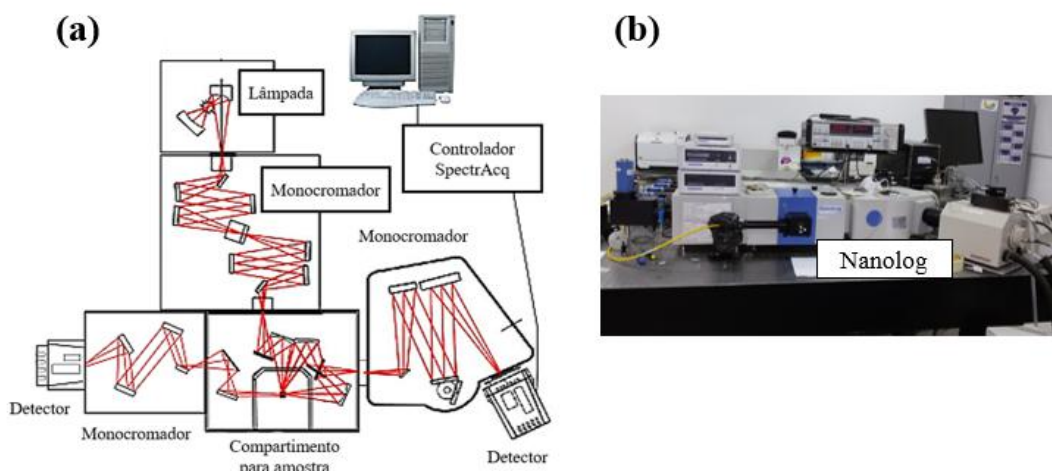 (a)
Lâmpada
Monocromador
Controlador
SpectrAcq
Monocromador
Detector
Monocromador
Compartimento
para amostra
Detector
(b)
Nanolog